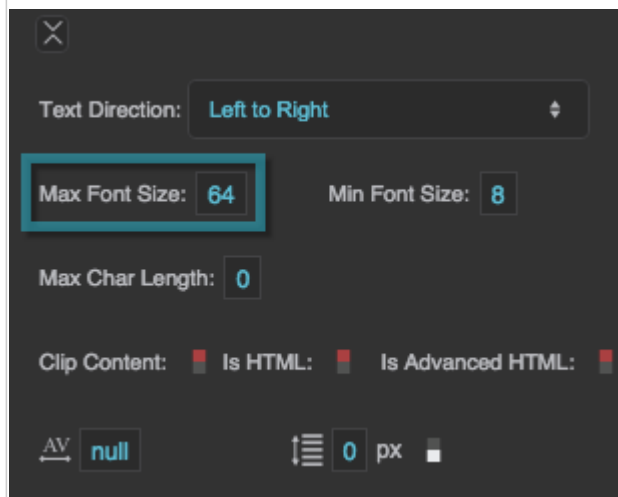 Text Direction: Left to Right
Max Font Size: 64 Min Font Size: 8
Max Char Length: 0
Clip Content: Is HTML: Is Advanced HTML:
AV null 0 px